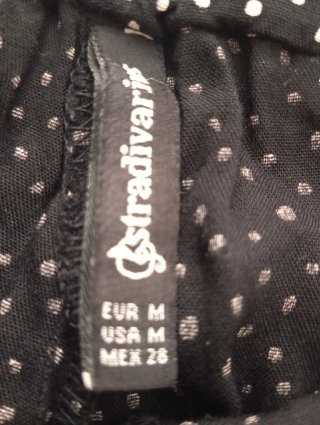 stradivarius
EUR M
USA M
MEX 28